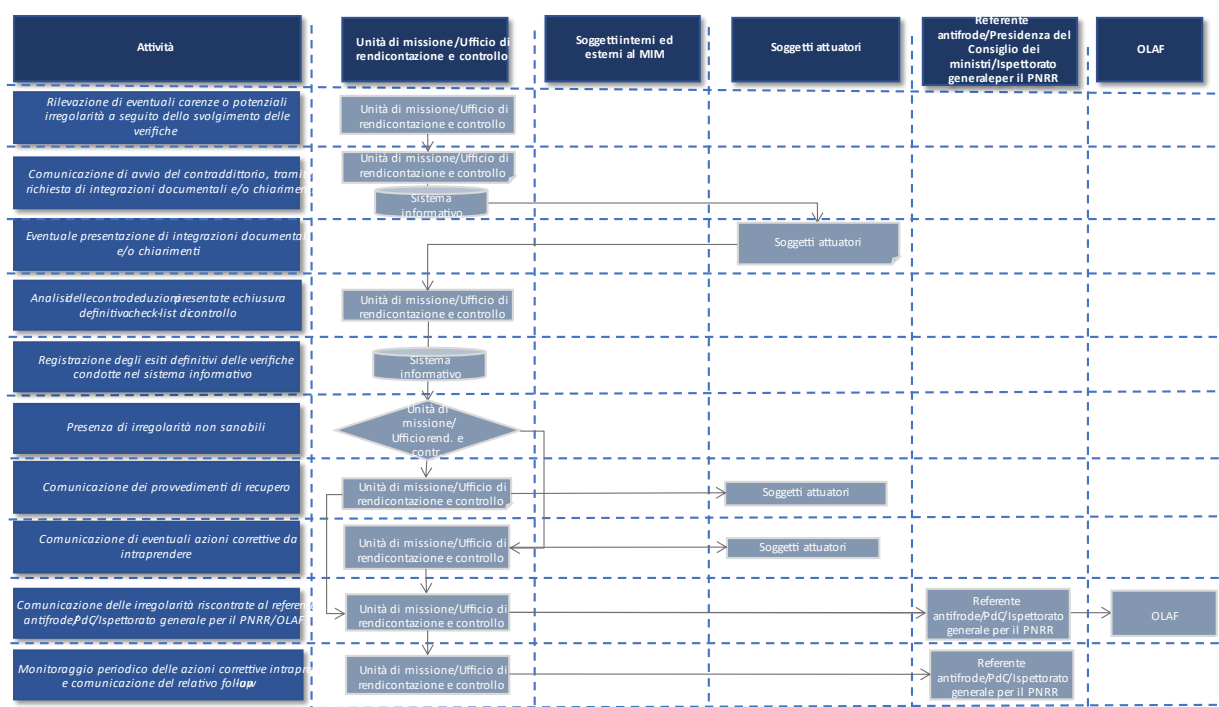 Attività
Unità di missione/Ufficio di
rendicontazione e controllo
Soggetti interni ed
esterni al MIM
Soggetti attuatori
Referente
antifrode/Presidenza del
Consiglio dei
ministri/Ispettorato
generaleper il PNRR
OLAF
Rilevazione di eventuali carenze o potenziali
irregolarità a seguito dello svolgimento delle
verifiche
Unità di missione/Ufficio di
rendicontazione e controllo
Comunicazione di avvio del contraddittorio,
richiesta di integrazioni documentali e/o
Unità di missione/Ufficio di
rendicontazione e controllo
Sistema
informativo
Eventuale presentazione di integrazioni
e/o chiarimenti
Soggetti attuatori
Analisi delle controdeduzioni presentate e chiusura
definitiva check-list di controllo
Unità di missione/Ufficio di
rendicontazione e controllo
Registrazione degli esiti definitivi delle verifiche
condotte nel sistema informativo
Sistema
informativo
Presenza di irregolarità non sanabili
Unità di
missione/
Ufficio rend. e
contr.
Comunicazione dei provvedimenti di recupero
Unità di missione/Ufficio di
rendicontazione e controllo
Soggetti attuatori
Comunicazione di eventuali azioni correttive da
intraprendere
Unità di missione/Ufficio di
rendicontazione e controllo
Soggetti attuatori
Comunicazione delle irregolarità riscontrate al
antifrode/PdC/Ispettorato generale per il PNRR/OLAF
Unità di missione/Ufficio di
rendicontazione e controllo
Referente
antifrode/PdC/Ispettorato
generale per il PNRR
OLAF
Monitoraggio periodico delle azioni correttive
e comunicazione del relativo
Unità di missione/Ufficio di
rendicontazione e controllo
Referente
antifrode/PdC/Ispettorato
generale per il PNRR